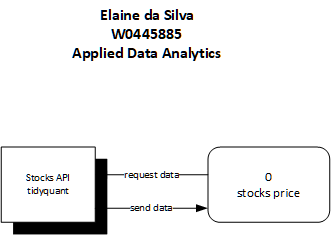 Elaine da Silva
W0445885
Applied Data Analytics
Stocks API
tidyquant
request data
send data
0
stocks price